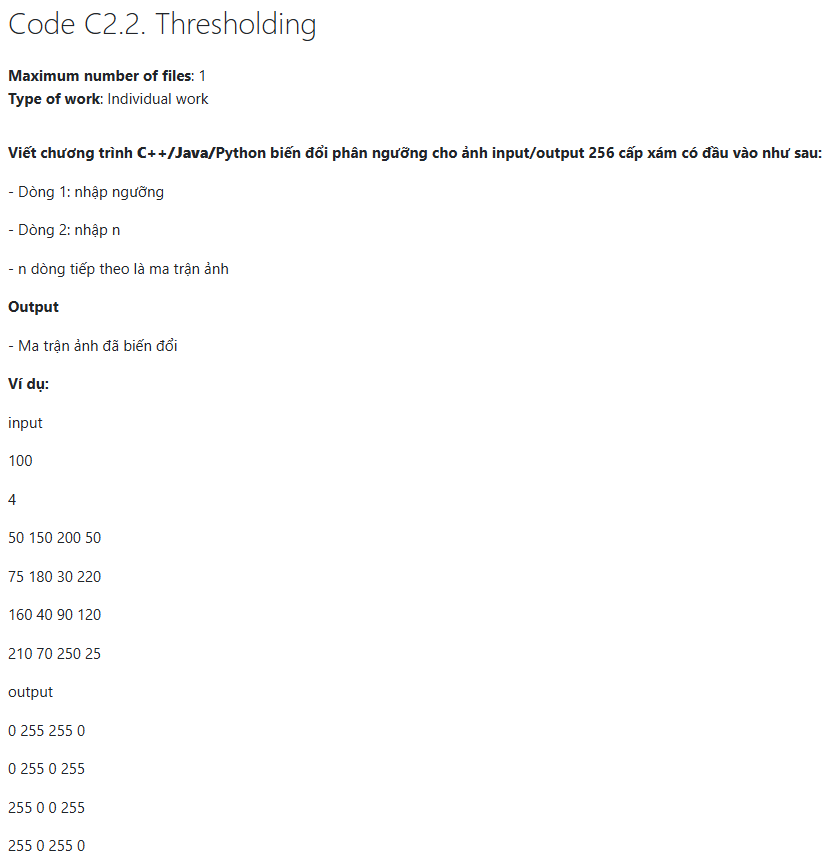 Code C2.2. Thresholding
Maximum number of files: 1
Type of work: Individual work
Viết chương trình C++/Java/Python biến đổi phân ngưỡng cho ảnh input/output 256 cấp xám có đầu vào như sau:
- Dòng 1: nhập ngưỡng
- Dòng 2: nhập n
- n dòng tiếp theo là ma trận ảnh
Output
- Ma trận ảnh đã biến đổi
Ví dụ:
input
100
4
50 150 200 50
75 180 30 220
160 40 90 120
210 70 250 25
output
0 255 255 0
0 255 0 255
255 0 0 255
255 0 255 0